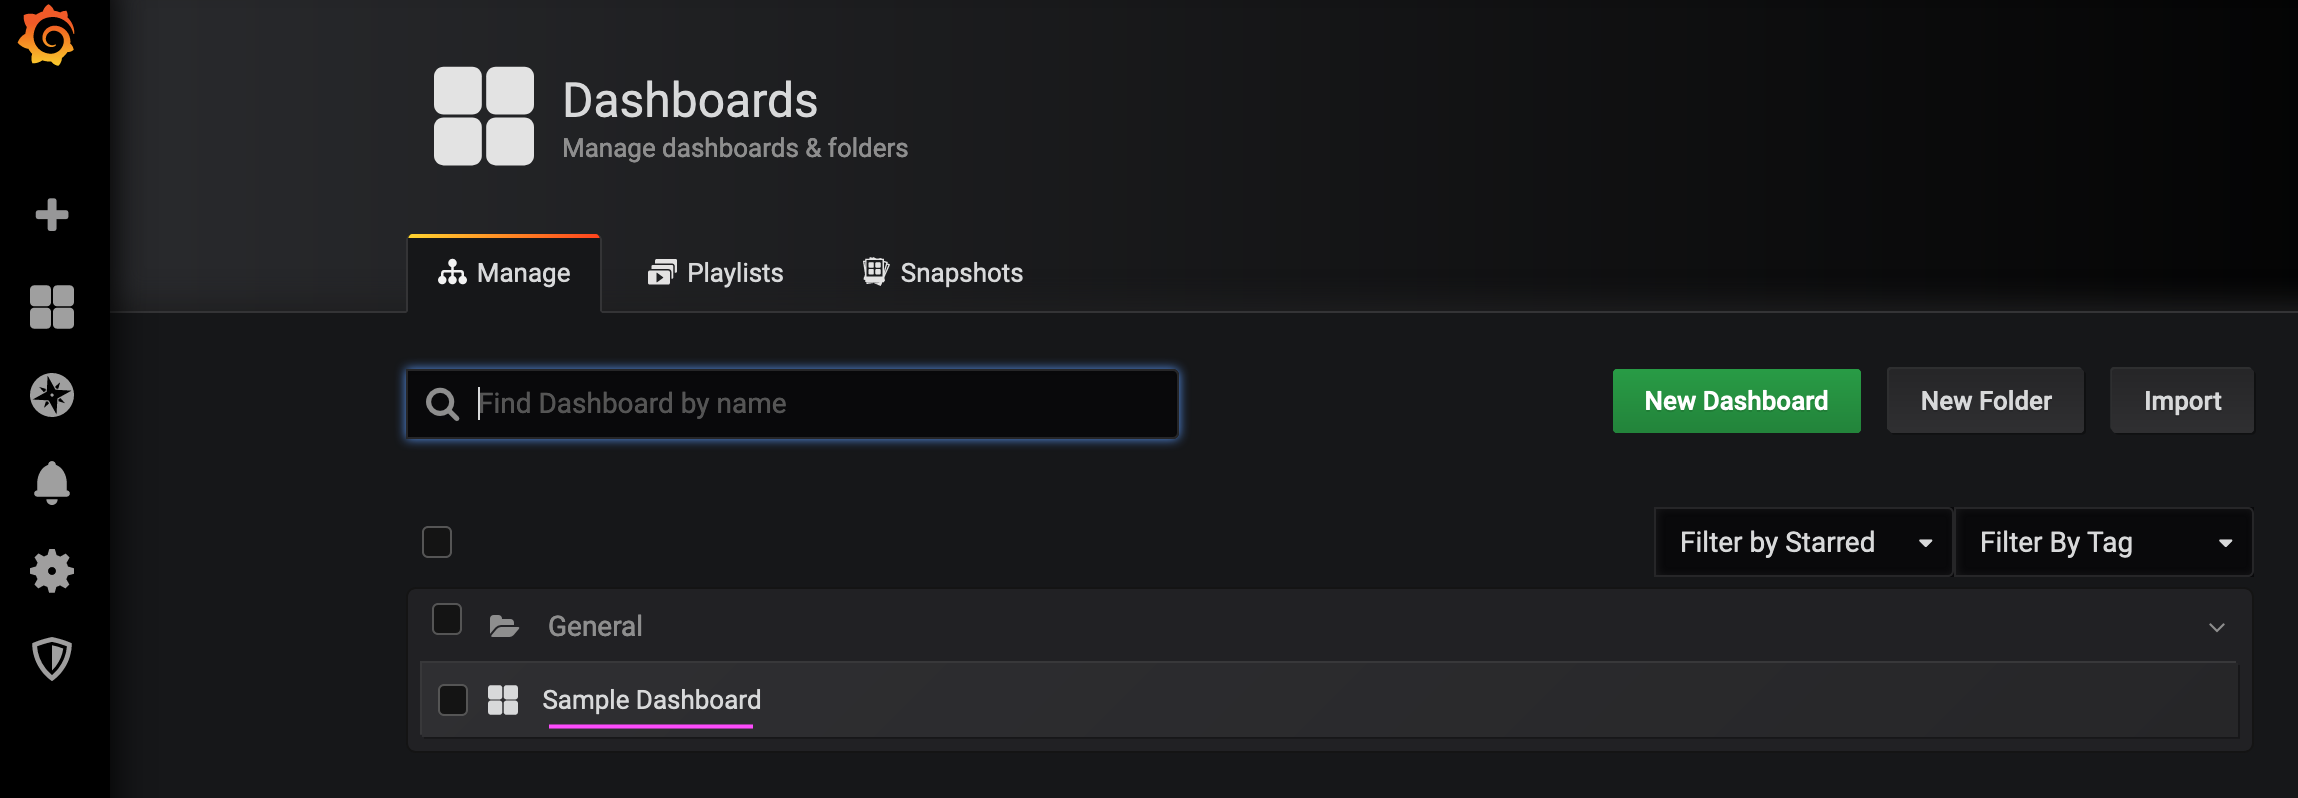 Dashboards
Manage dashboards & folders
Manage
Playlists
Snapshots
Find Dashboard by name
New Dashboard
New Folder
Import
Filter by Starred
Filter By Tag
General
Sample Dashboard